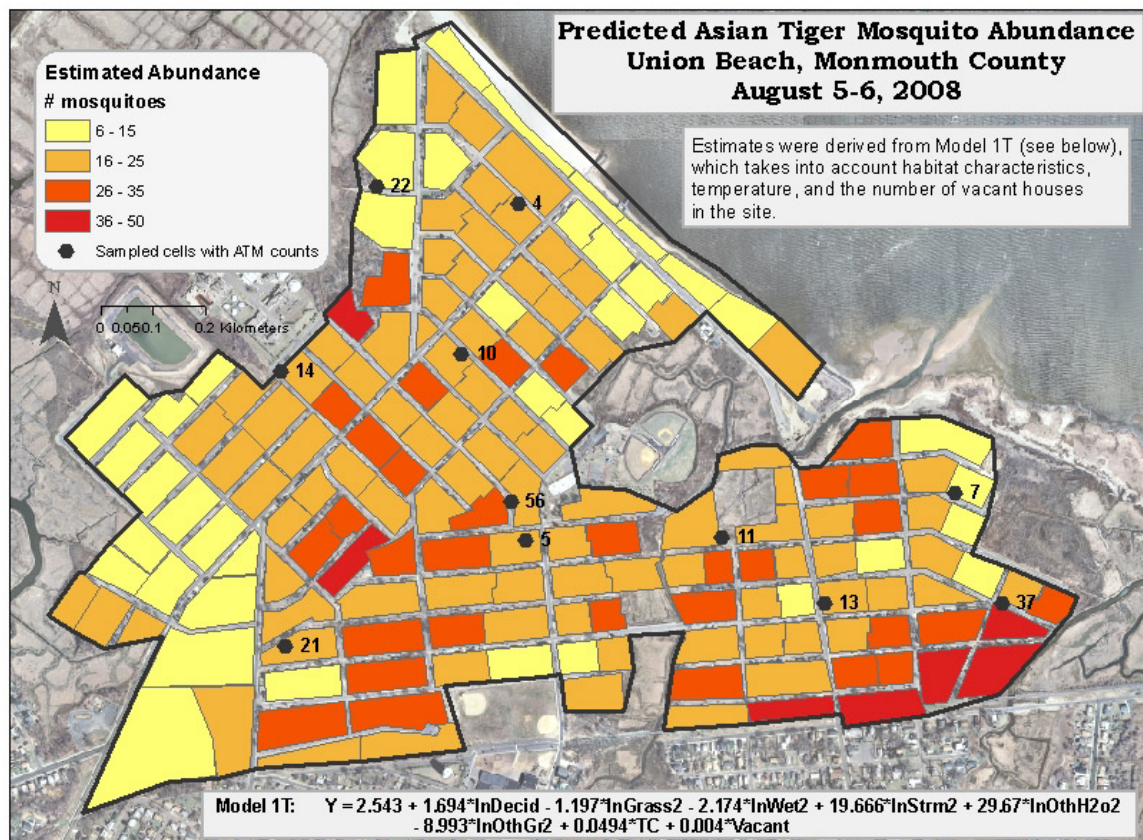 Predicted Asian Tiger Mosquito Abundance
Union Beach, Monmouth County
August 5-6, 2008
Estimates were derived from Model 1T (see below),
which takes into account habitat characteristics,
temperature, and the number of vacant houses
in the site.
Estimated Abundance
# mosquitoes
6 - 15
16 - 25
26 - 35
36 - 50
Sampled cells with ATM counts
N
0 0.050.1 0.2 Kilometers
22
4
10
14
56
5
7
11
13
37
21
Model 1T: Y = 2.543 + 1.694*lnDecid - 1.197*lnGrass2 - 2.174*lnWet2 + 19.666*lnStrm2 + 29.67*lnOthH2o2
- 8.993*lnOthGr2 + 0.0494*TC + 0.004*Vacant